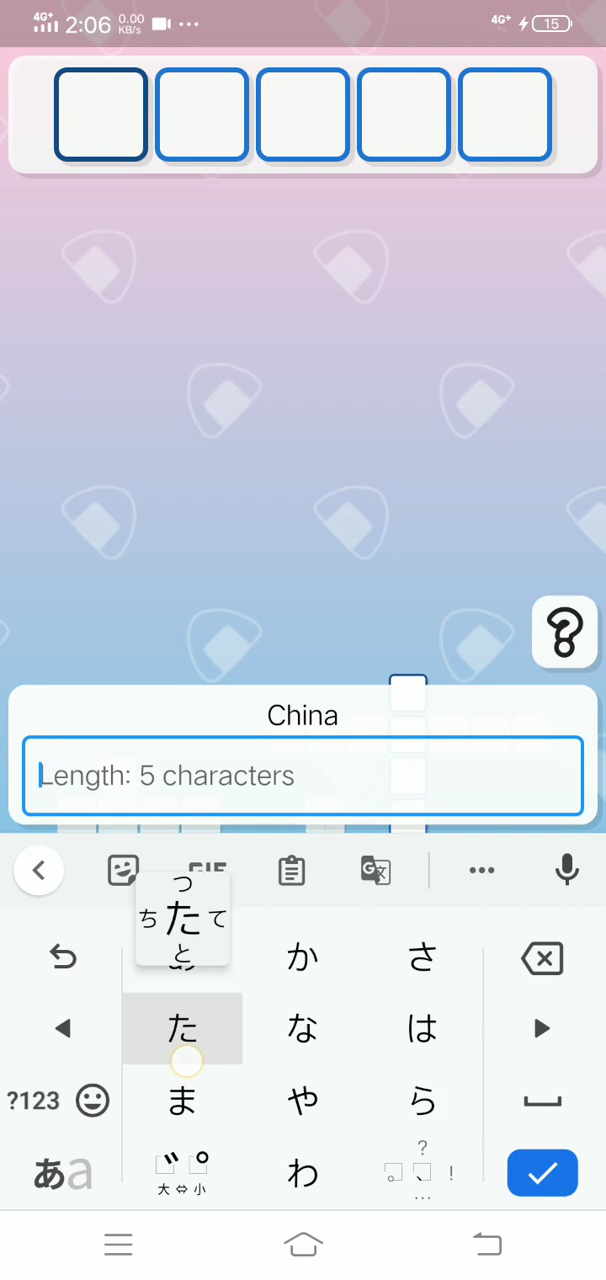 4G+ 2:06 0.00 KB/s ... 4G+ 15
China
Length: 5 characters
GIF
つ
ち た て
と
か さ
た な は
?123 ま や ら
あa 大⇔小 わ 。?、! …